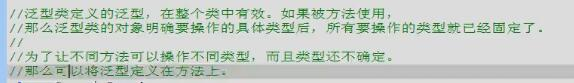 //泛型类定义的泛型，在整个类中有效。如果被方法使用，
//那么泛型类的对象明确要操作的具体类型后，所有要操作的类型就已经固定了。
//
//为了让不同方法可以操作不同类型，而且类型还不确定。
//那么可以将泛型定义在方法上。